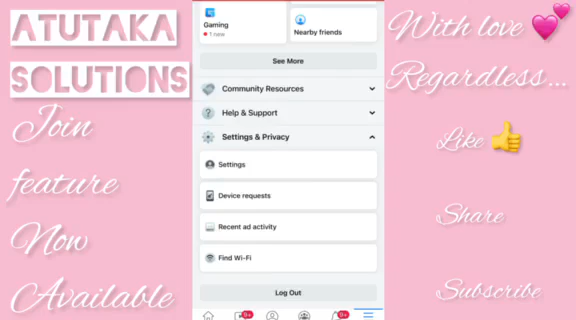 ATUTAKA
SOLUTIONS
Join
feature
Now
Available
Gaming
1 new
Nearby friends
See More
Community Resources
Help & Support
Settings & Privacy
Settings
Device requests
Recent ad activity
Find Wi-Fi
Log Out
9+
9+
With love 💕
Regardless...
Like 👍
Share
Subscribe